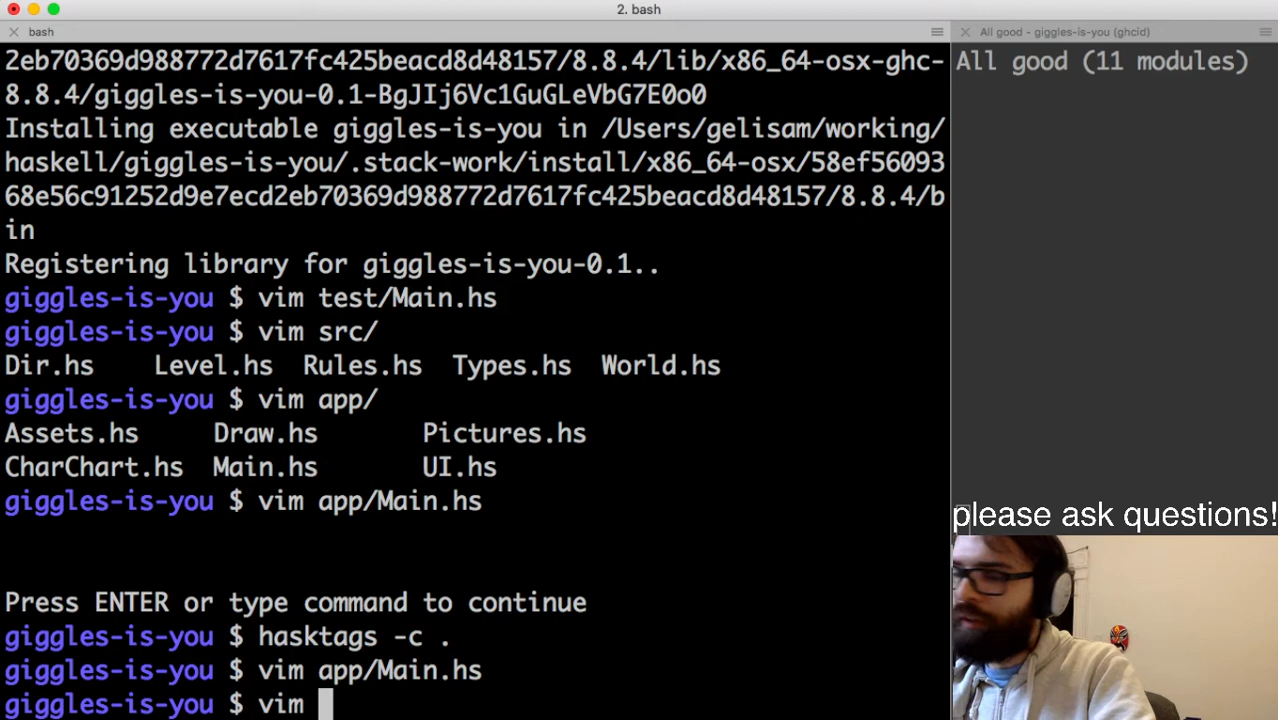 2. bash
bash
All good - giggles-is-you (ghcid)
2eb70369d988772d7617fc425beacd8d48157/8.8.4/lib/x86_64-osx-ghc-
8.8.4/giggles-is-you-0.1-BgJIj6Vc1GuGLeVbG7E0o0
Installing executable giggles-is-you in /Users/gelisam/working/
haskell/giggles-is-you/.stack-work/install/x86_64-osx/58ef56093
68e56c91252d9e7ecd2eb70369d988772d7617fc425beacd8d48157/8.8.4/b
in
Registering library for giggles-is-you-0.1..
giggles-is-you $ vim test/Main.hs
giggles-is-you $ vim src/
Dir.hs    Level.hs  Rules.hs  Types.hs  World.hs
giggles-is-you $ vim app/
Assets.hs     Draw.hs       Pictures.hs
CharChart.hs  Main.hs       UI.hs
giggles-is-you $ vim app/Main.hs
Press ENTER or type command to continue
giggles-is-you $ hasktags -c .
giggles-is-you $ vim app/Main.hs
giggles-is-you $ vim
All good (11 modules)
please ask questions!